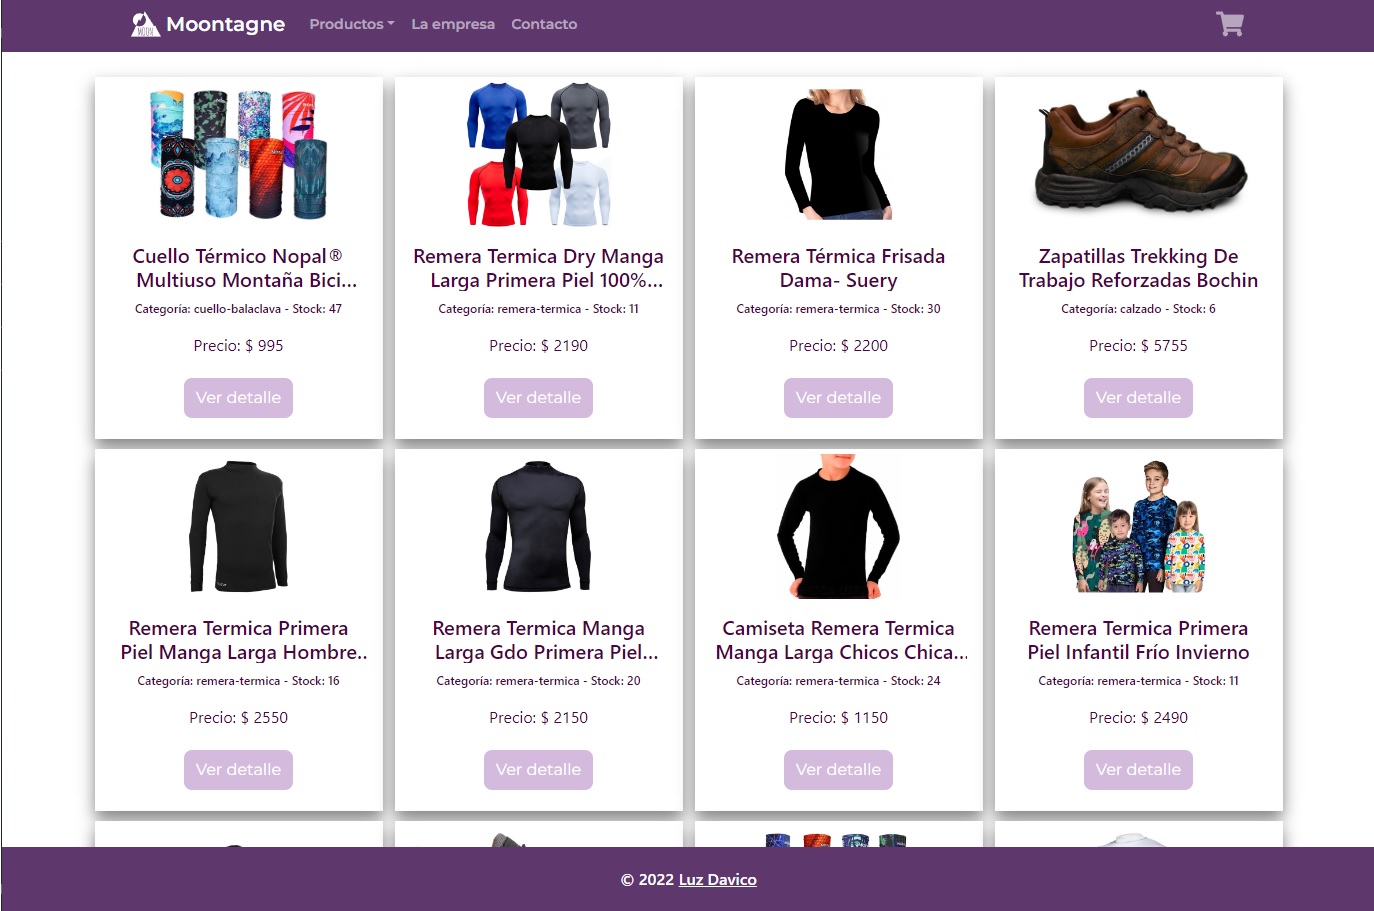 Moontagne
Productos La empresa Contacto
Cuello Térmico Nopal®
Multiuso Montaña Bici...
Categoría: cuello-balaclava - Stock: 47
Precio: $ 995
Ver detalle
Remera Termica Dry Manga
Larga Primera Piel 100%...
Categoría: remera-termica - Stock: 11
Precio: $ 2190
Ver detalle
Remera Térmica Frisada
Dama- Suery
Categoría: remera-termica - Stock: 30
Precio: $ 2200
Ver detalle
Zapatillas Trekking De
Trabajo Reforzadas Bochin
Categoría: calzado - Stock: 6
Precio: $ 5755
Ver detalle
Remera Termica Primera
Piel Manga Larga Hombre..
Categoría: remera-termica - Stock: 16
Precio: $ 2550
Ver detalle
Remera Termica Manga
Larga Gdo Primera Piel...
Categoría: remera-termica - Stock: 20
Precio: $ 2150
Ver detalle
Camiseta Remera Termica
Manga Larga Chicos Chica...
Categoría: remera-termica - Stock: 24
Precio: $ 1150
Ver detalle
Remera Termica Primera
Piel Infantil Frío Invierno
Categoría: remera-termica - Stock: 11
Precio: $ 2490
Ver detalle
© 2022 Luz Davico